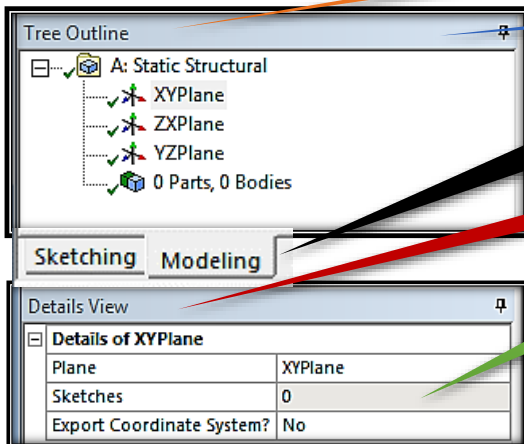 Tree Outline
A: Static Structural
XYPlane
ZXPlane
YZPlane
0 Parts, 0 Bodies
Sketching Modeling
Details View
Details of XYPlane
Plane XYPlane
Sketches 0
Export Coordinate System? No